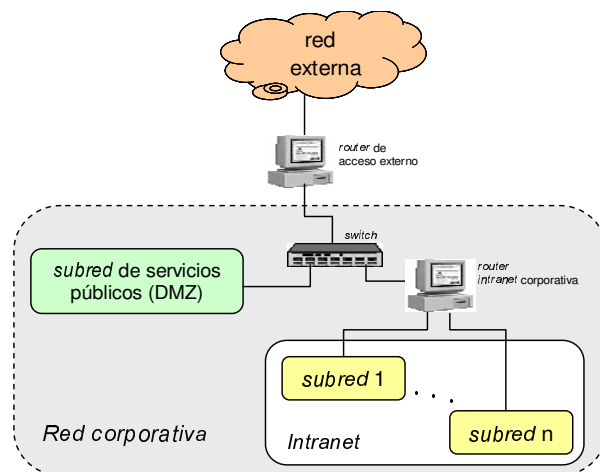 red
externa
router de
acceso externo
switch
subred de servicios
públicos (DMZ)
router
intranet corporativa
subred 1
. . .
subred n
Red corporativa
Intranet